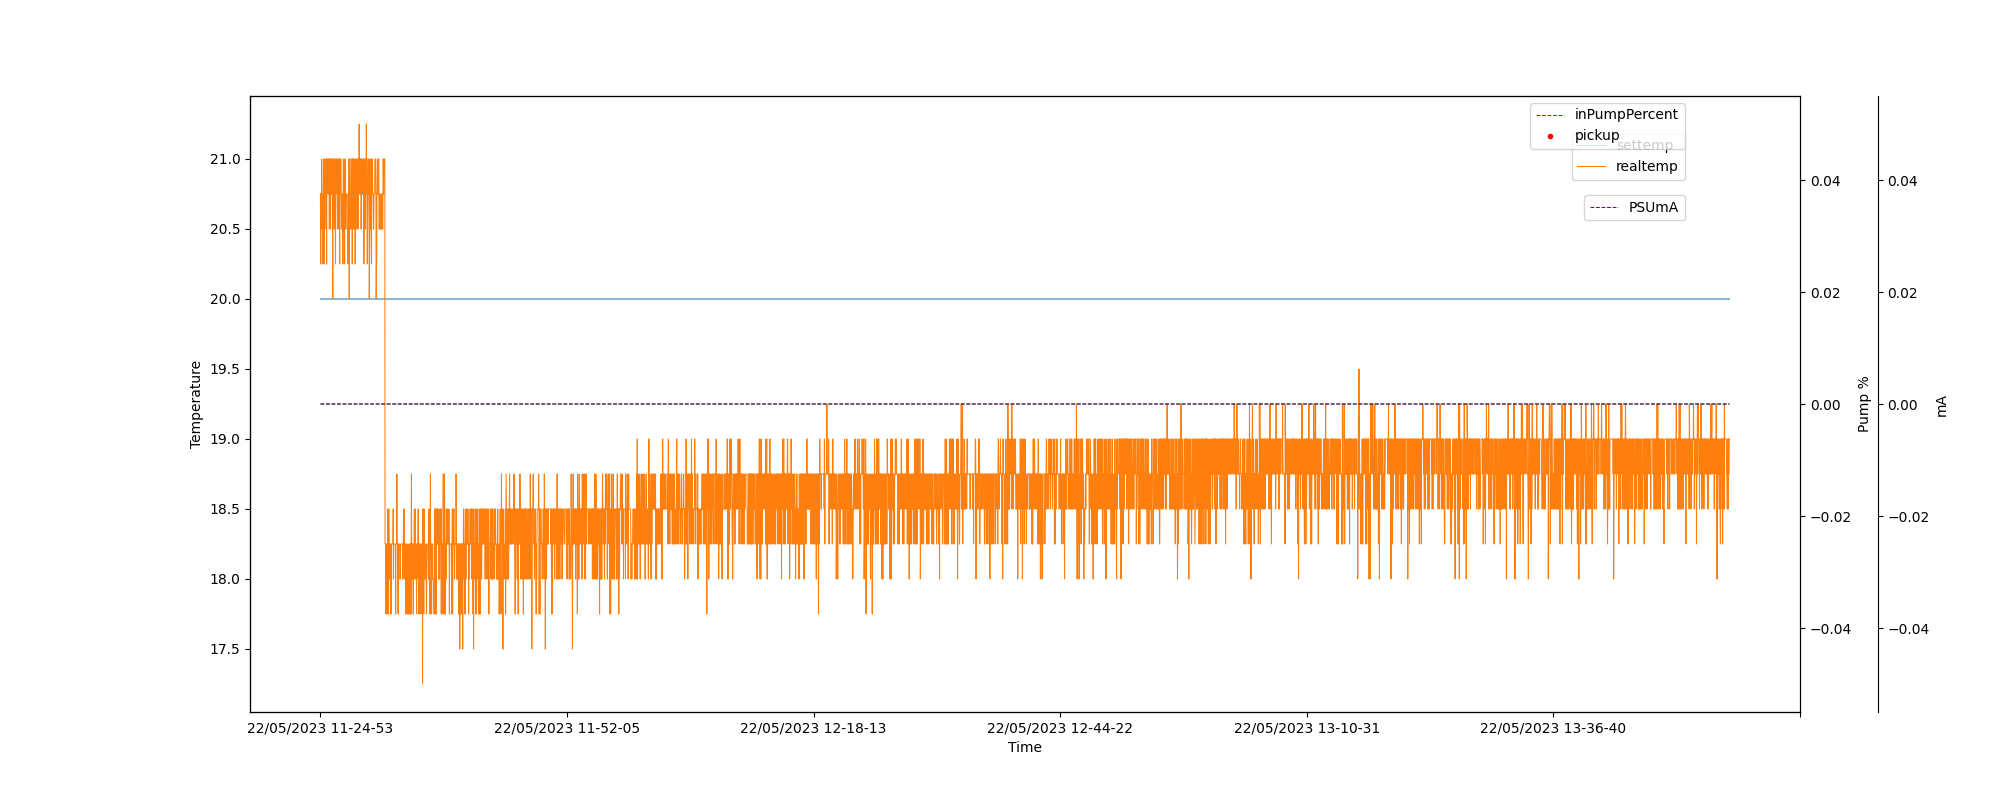 inPumpPercent
pickup
settemp
realtemp
PSUmA
21.0
20.5
20.0
19.5
19.0
18.5
18.0
17.5
Temperature
0.04
0.02
0.00
−0.02
−0.04
Pump %
0.04
0.02
0.00
−0.02
−0.04
mA
22/05/2023 11-24-53
22/05/2023 11-52-05
22/05/2023 12-18-13
22/05/2023 12-44-22
22/05/2023 13-10-31
22/05/2023 13-36-40
Time